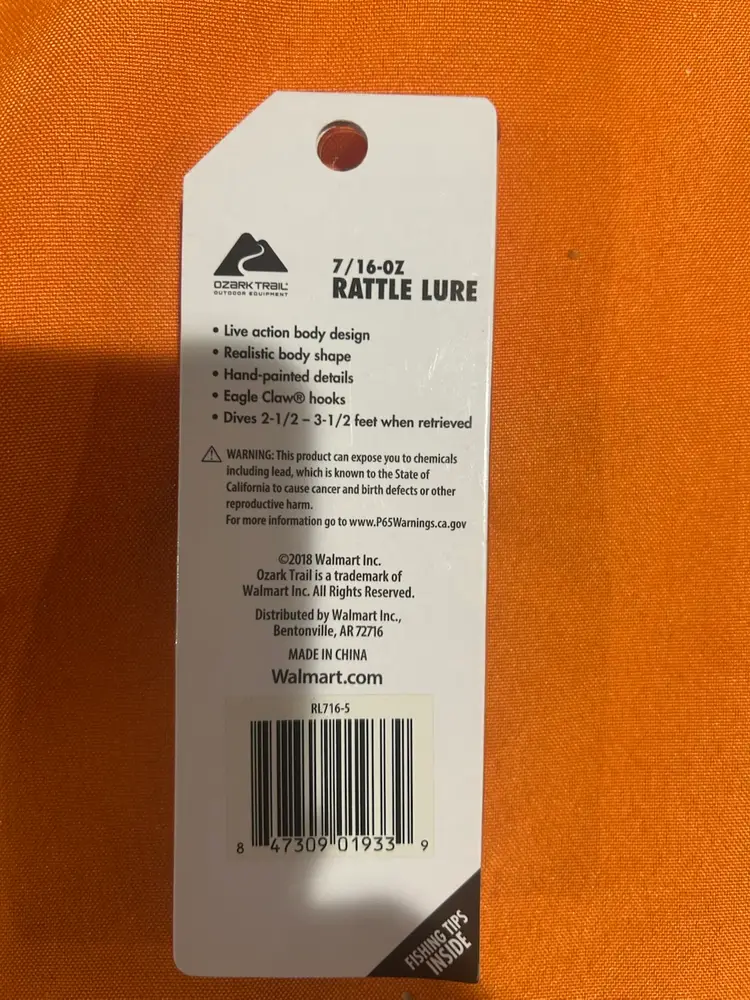 OZARK TRAIL
OUTDOOR EQUIPMENT
7/16-OZ
RATTLE LURE
• Live action body design
• Realistic body shape
• Hand-painted details
• Eagle Claw® hooks
• Dives 2-1/2 – 3-1/2 feet when retrieved
WARNING: This product can expose you to chemicals
including lead, which is known to the State of
California to cause cancer and birth defects or other
reproductive harm.
For more information go to www.P65Warnings.ca.gov
©2018 Walmart Inc.
Ozark Trail is a trademark of
Walmart Inc. All Rights Reserved.
Distributed by Walmart Inc.,
Bentonville, AR 72716
MADE IN CHINA
Walmart.com
RL716-5
8 47309 01933 9
FISHING TIPS
INSIDE